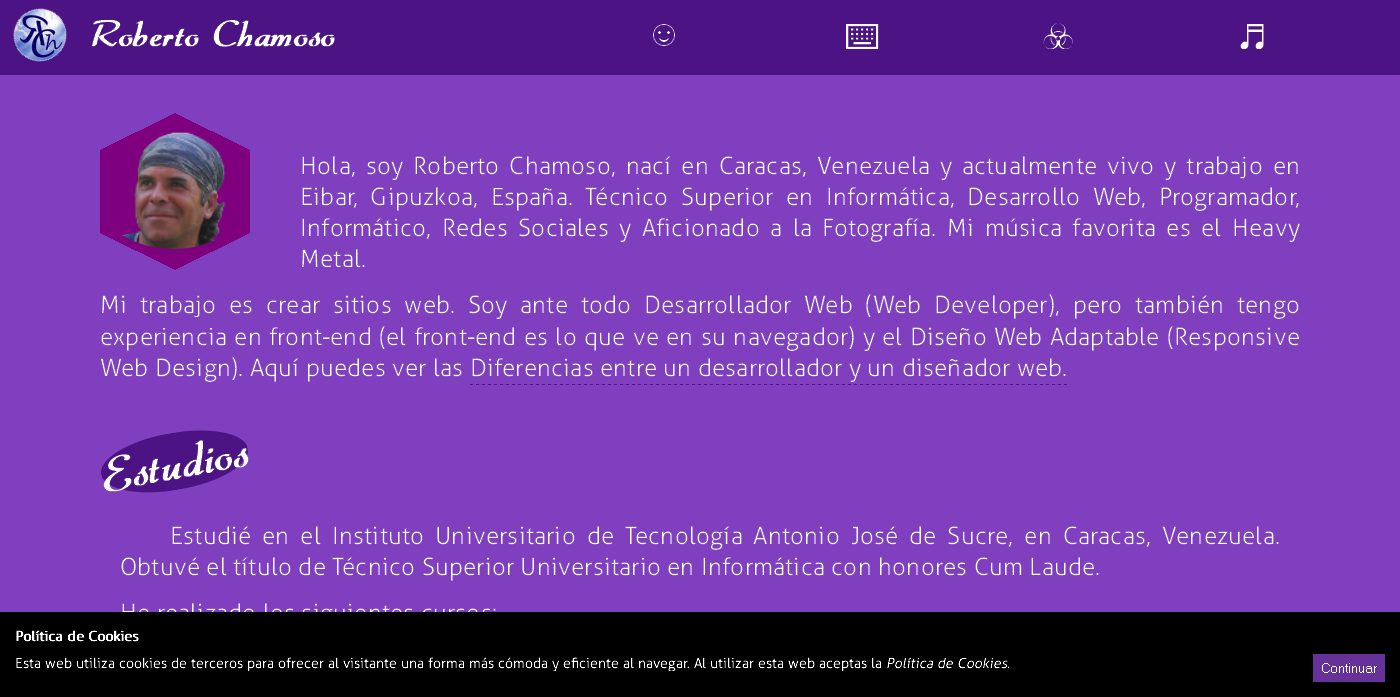 Roberto Chamoso
Hola, soy Roberto Chamoso, nací en Caracas, Venezuela y actualmente vivo y trabajo en
Eibar, Gipuzkoa, España. Técnico Superior en Informática, Desarrollo Web, Programador,
Informático, Redes Sociales y Aficionado a la Fotografía. Mi música favorita es el Heavy
Metal.
Mi trabajo es crear sitios web. Soy ante todo Desarrollador Web (Web Developer), pero también tengo
experiencia en front-end (el front-end es lo que ve en su navegador) y el Diseño Web Adaptable (Responsive
Web Design). Aquí puedes ver las Diferencias entre un desarrollador y un diseñador web.
Estudios
Estudié en el Instituto Universitario de Tecnología Antonio José de Sucre, en Caracas, Venezuela.
Obtuvé el título de Técnico Superior Universitario en Informática con honores Cum Laude.
He realizado los siguientes cursos:
Política de Cookies
Esta web utiliza cookies de terceros para ofrecer al visitante una forma más cómoda y eficiente al navegar. Al utilizar esta web aceptas la Política de Cookies.
Continuar